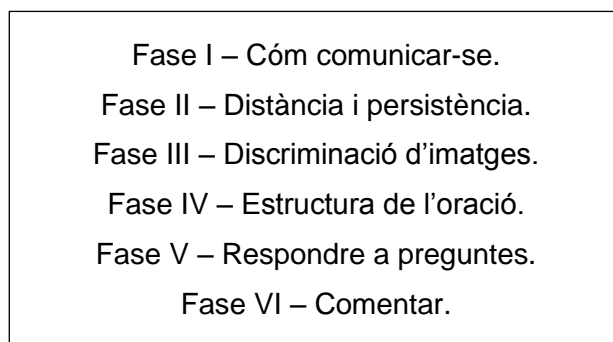 Fase I – Cóm comunicar-se.
Fase II – Distància i persistència.
Fase III – Discriminació d’imatges.
Fase IV – Estructura de l’oració.
Fase V – Respondre a preguntes.
Fase VI – Comentar.